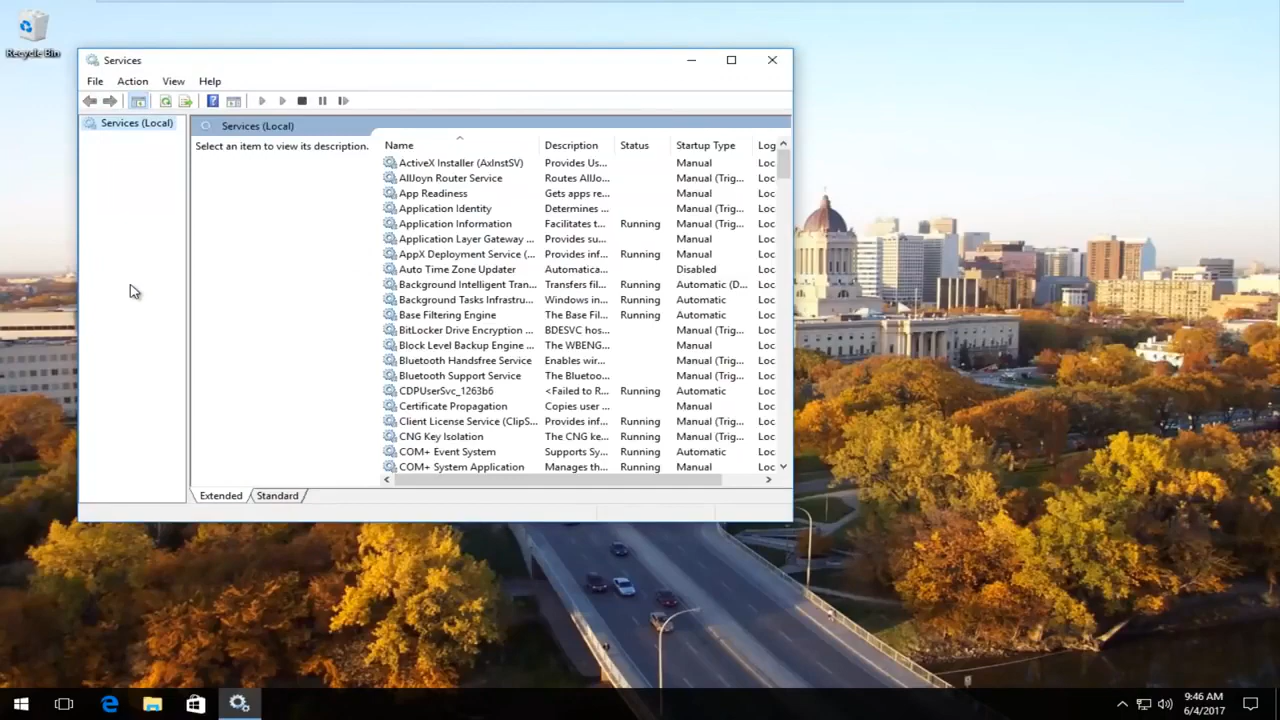 Recycle Bin
Services
File Action View Help
Services (Local)
Services (Local)
Select an item to view its description.
Name Description Status Startup Type Log
ActiveX Installer (AxInstSV) Provides Us... Manual Loc
AllJoyn Router Service Routes AllJo... Manual (Trig... Loc
App Readiness Gets apps re... Manual Loc
Application Identity Determines ... Manual (Trig... Loc
Application Information Facilitates t... Running Manual (Trig... Loc
Application Layer Gateway ... Provides su... Manual Loc
AppX Deployment Service (... Provides inf... Running Manual Loc
Auto Time Zone Updater Automatica... Disabled Loc
Background Intelligent Tran... Transfers fil... Running Automatic (D... Loc
Background Tasks Infrastru... Windows in... Running Automatic Loc
Base Filtering Engine The Base Fil... Running Automatic Loc
BitLocker Drive Encryption ... BDESVC hos... Manual (Trig... Loc
Block Level Backup Engine ... The WBENG... Manual Loc
Bluetooth Handsfree Service Enables wir... Manual (Trig... Loc
Bluetooth Support Service The Bluetoo... Manual (Trig... Loc
CDPUserSvc_1263b6 <Failed to R... Running Automatic Loc
Certificate Propagation Copies user ... Manual Loc
Client License Service (ClipS... Provides inf... Running Manual (Trig... Loc
CNG Key Isolation The CNG ke... Running Manual (Trig... Loc
COM+ Event System Supports Sy... Running Automatic Loc
COM+ System Application Manages th... Running Manual Loc
Extended Standard
9:46 AM
6/4/2017